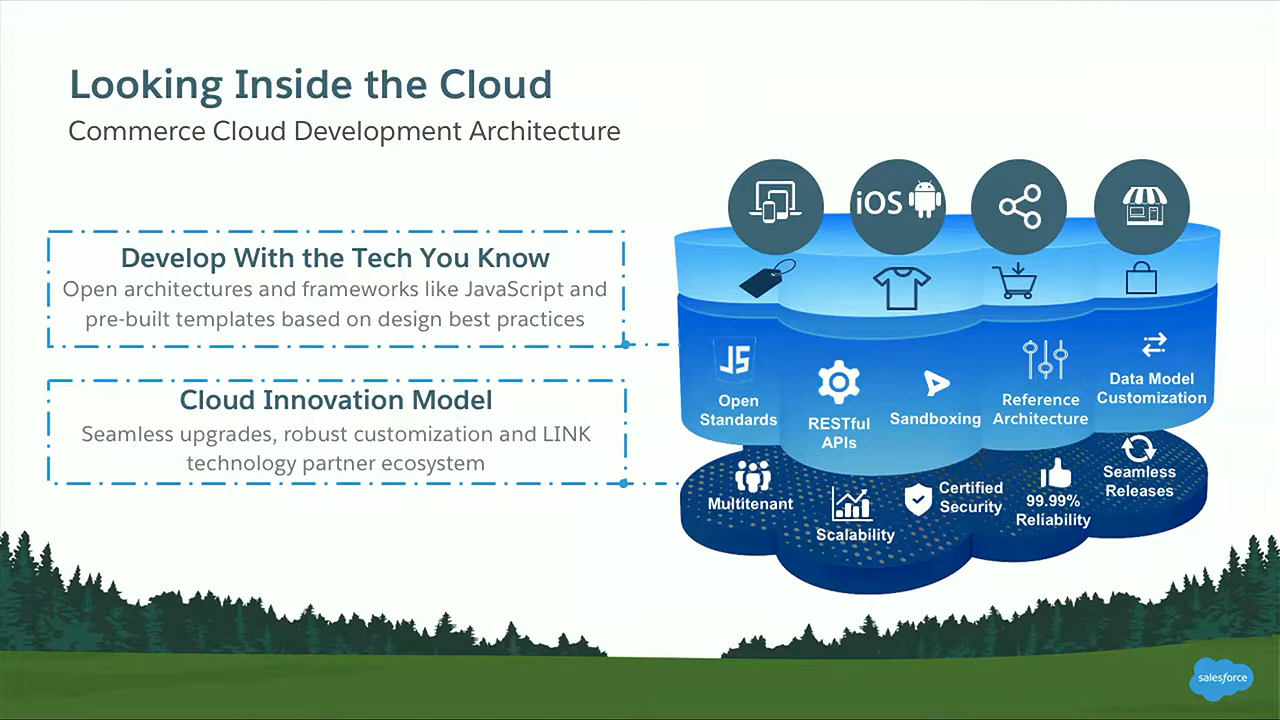 Looking Inside the Cloud
Commerce Cloud Development Architecture
Develop With the Tech You Know
Open architectures and frameworks like JavaScript and
pre-built templates based on design best practices
Cloud Innovation Model
Seamless upgrades, robust customization and LINK
technology partner ecosystem
iOS
JS
Open
Standards
RESTful
APIs
Sandboxing
Reference
Architecture
Data Model
Customization
Multitenant
Scalability
Certified
Security
99.99%
Reliability
Seamless
Releases
salesforce